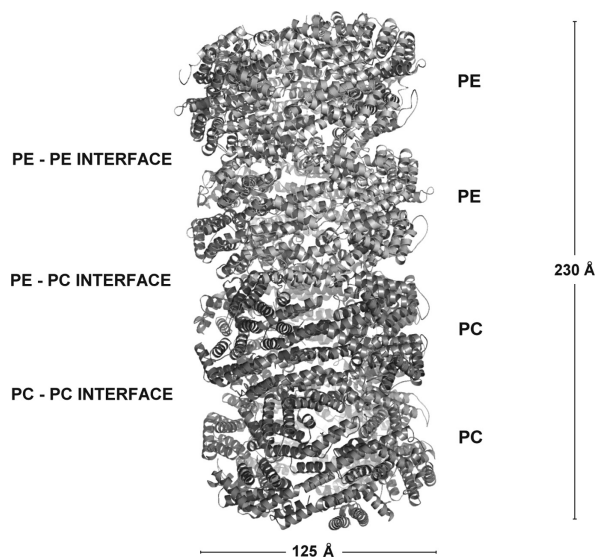 PE
PE - PE INTERFACE
PE
230 Å
PE - PC INTERFACE
PC
PC - PC INTERFACE
PC
125 Å